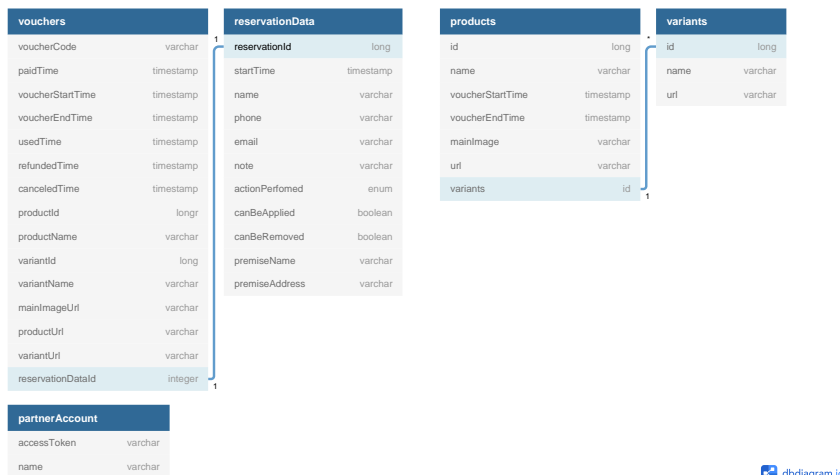 vouchers
voucherCode varchar
paidTime timestamp
voucherStartTime timestamp
voucherEndTime timestamp
usedTime timestamp
refundedTime timestamp
canceledTime timestamp
productId longr
productName varchar
variantId long
variantName varchar
mainImageUrl varchar
productUrl varchar
variantUrl varchar
reservationDataId integer
1
1
reservationData
reservationId long
startTime timestamp
name varchar
phone varchar
email varchar
note varchar
actionPerfomed enum
canBeApplied boolean
canBeRemoved boolean
premiseName varchar
premiseAddress varchar
products
id long
name varchar
voucherStartTime timestamp
voucherEndTime timestamp
mainImage varchar
url varchar
variants id
1
*
variants
id long
name varchar
url varchar
partnerAccount
accessToken varchar
name varchar
dbdiagram.io